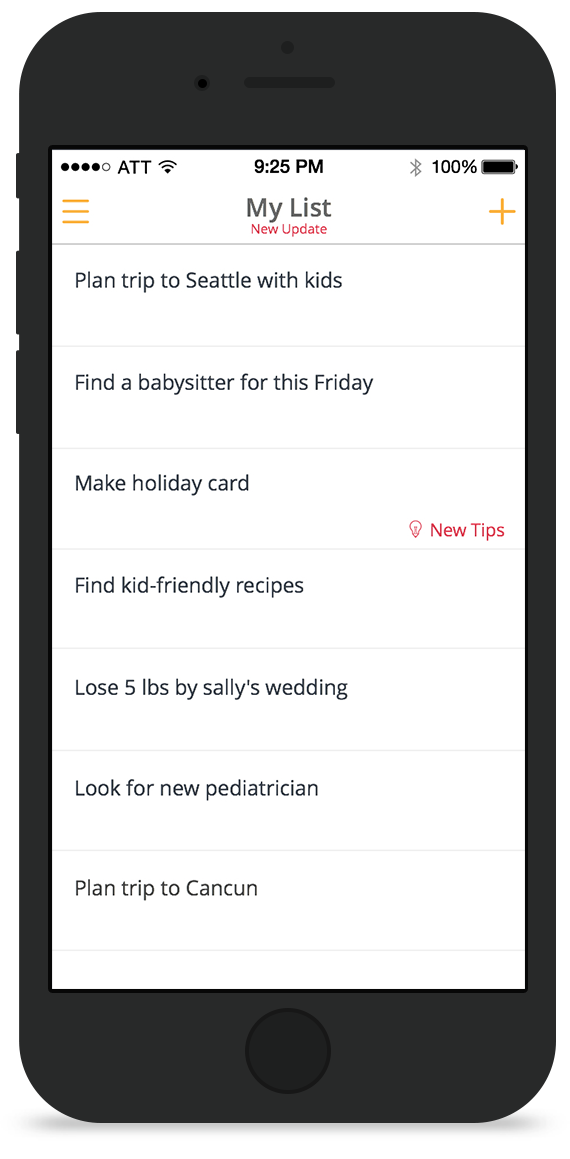 ATT 9:25 PM 100%
My List
New Update
Plan trip to Seattle with kids
Find a babysitter for this Friday
Make holiday card
New Tips
Find kid-friendly recipes
Lose 5 lbs by sally's wedding
Look for new pediatrician
Plan trip to Cancun